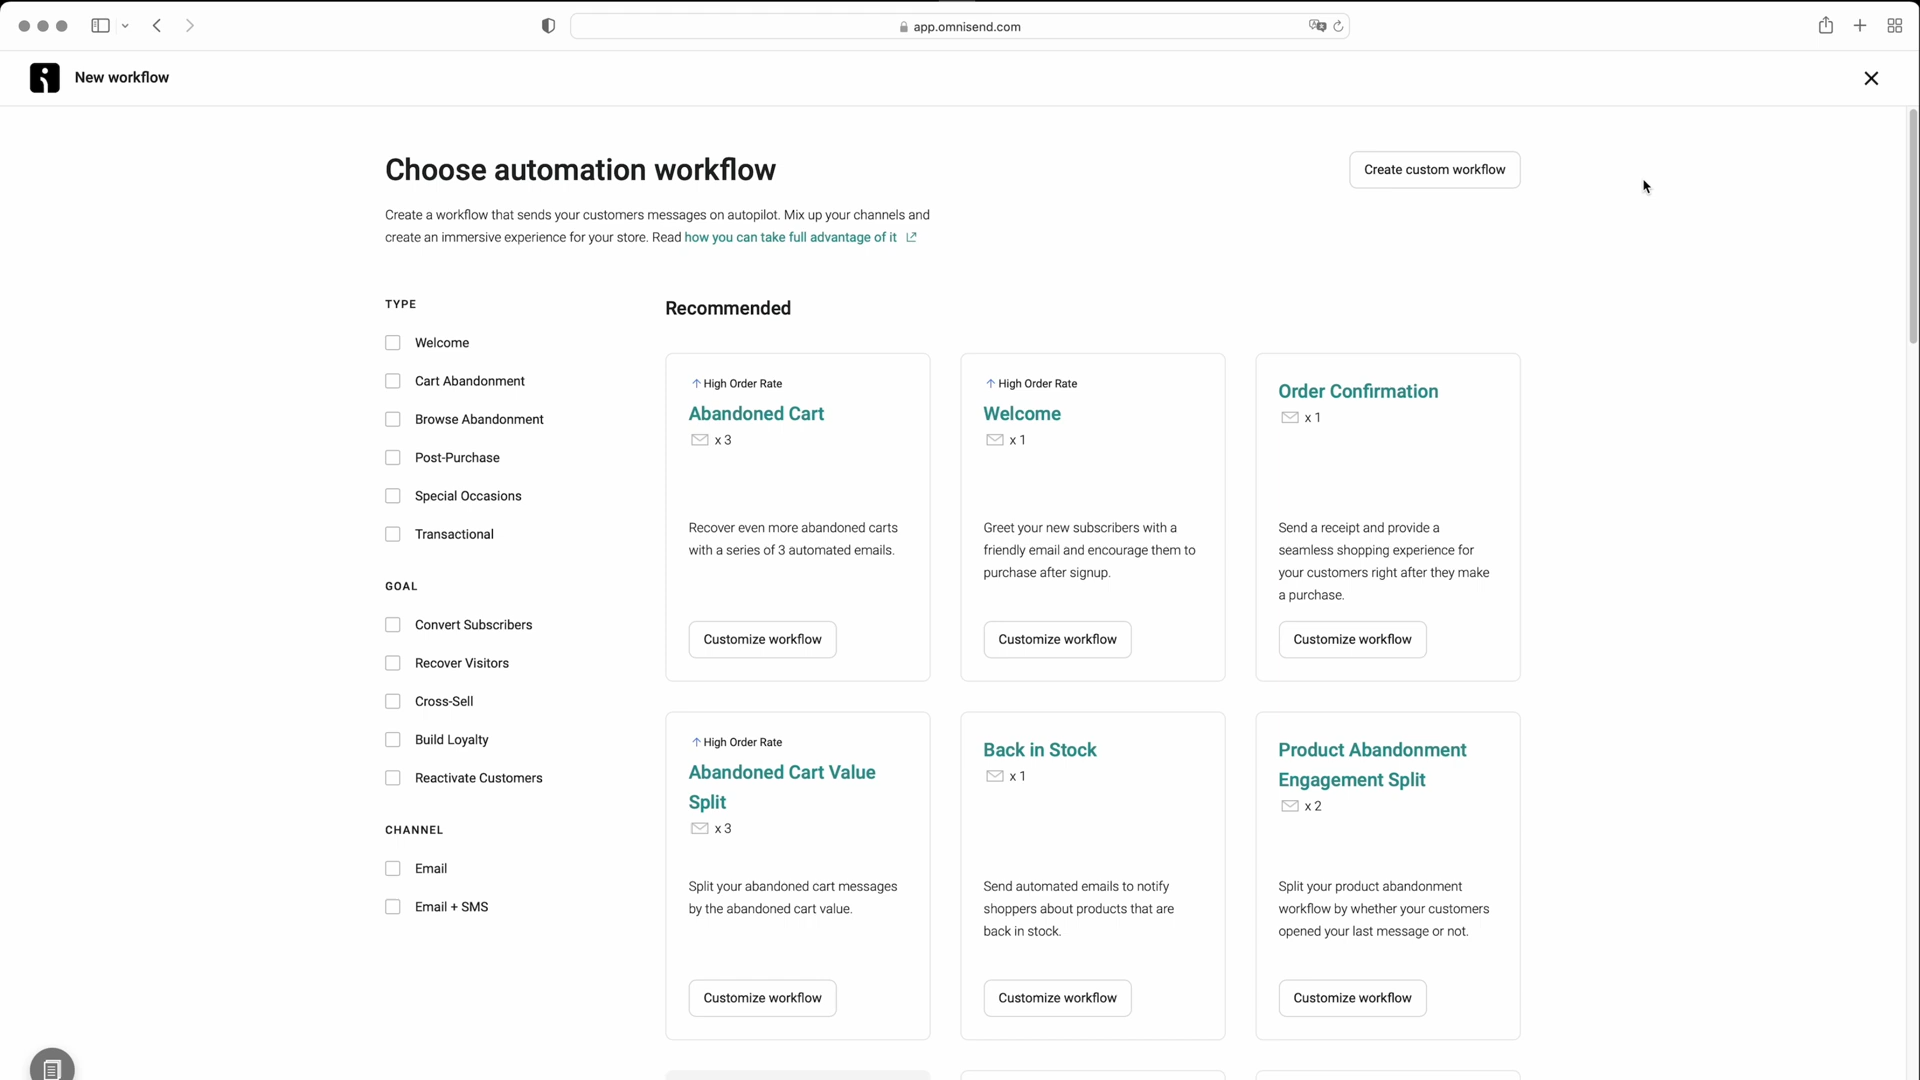 app.omnisend.com
New workflow
Choose automation workflow
Create custom workflow
Create a workflow that sends your customers messages on autopilot. Mix up your channels and
create an immersive experience for your store. Read how you can take full advantage of it
TYPE
Welcome
Cart Abandonment
Browse Abandonment
Post-Purchase
Special Occasions
Transactional
GOAL
Convert Subscribers
Recover Visitors
Cross-Sell
Build Loyalty
Reactivate Customers
CHANNEL
Email
Email + SMS
Recommended
High Order Rate
Abandoned Cart
x 3
Recover even more abandoned carts
with a series of 3 automated emails.
Customize workflow
High Order Rate
Welcome
x 1
Greet your new subscribers with a
friendly email and encourage them to
purchase after signup.
Customize workflow
Order Confirmation
x 1
Send a receipt and provide a
seamless shopping experience for
your customers right after they make
a purchase.
Customize workflow
High Order Rate
Abandoned Cart Value
Split
x 3
Split your abandoned cart messages
by the abandoned cart value.
Customize workflow
Back in Stock
x 1
Send automated emails to notify
shoppers about products that are
back in stock.
Customize workflow
Product Abandonment
Engagement Split
x 2
Split your product abandonment
workflow by whether your customers
opened your last message or not.
Customize workflow